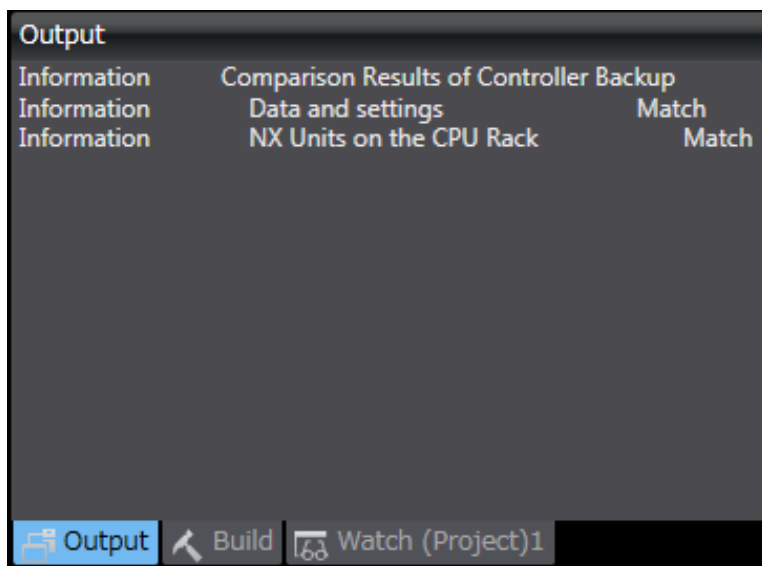 Output
Information Comparison Results of Controller Backup
Information Data and settings Match
Information NX Units on the CPU Rack Match
Output Build Watch (Project)1